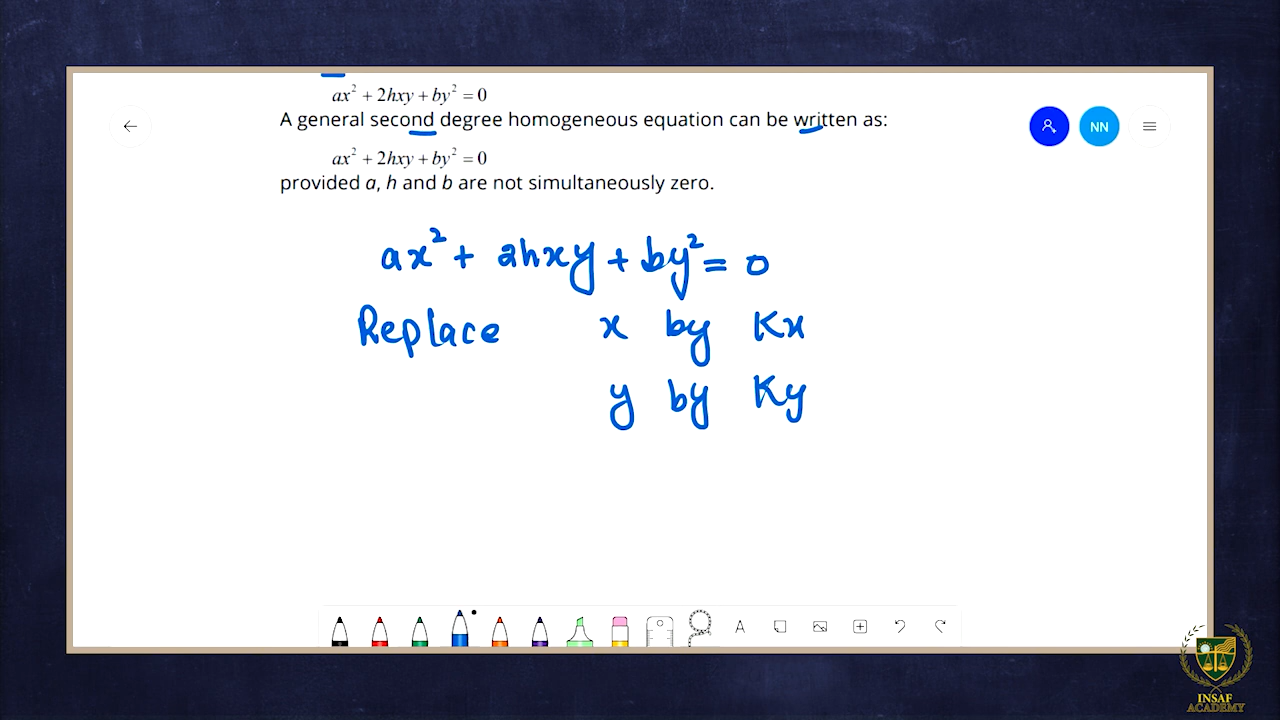 ax² + 2hxy + by² = 0
A general second degree homogeneous equation can be written as:
ax² + 2hxy + by² = 0
provided a, h and b are not simultaneously zero.
NN
ax² + 2hxy + by² = 0
Replace x by Kx
y by Ky
A
INSAF
ACADEMY